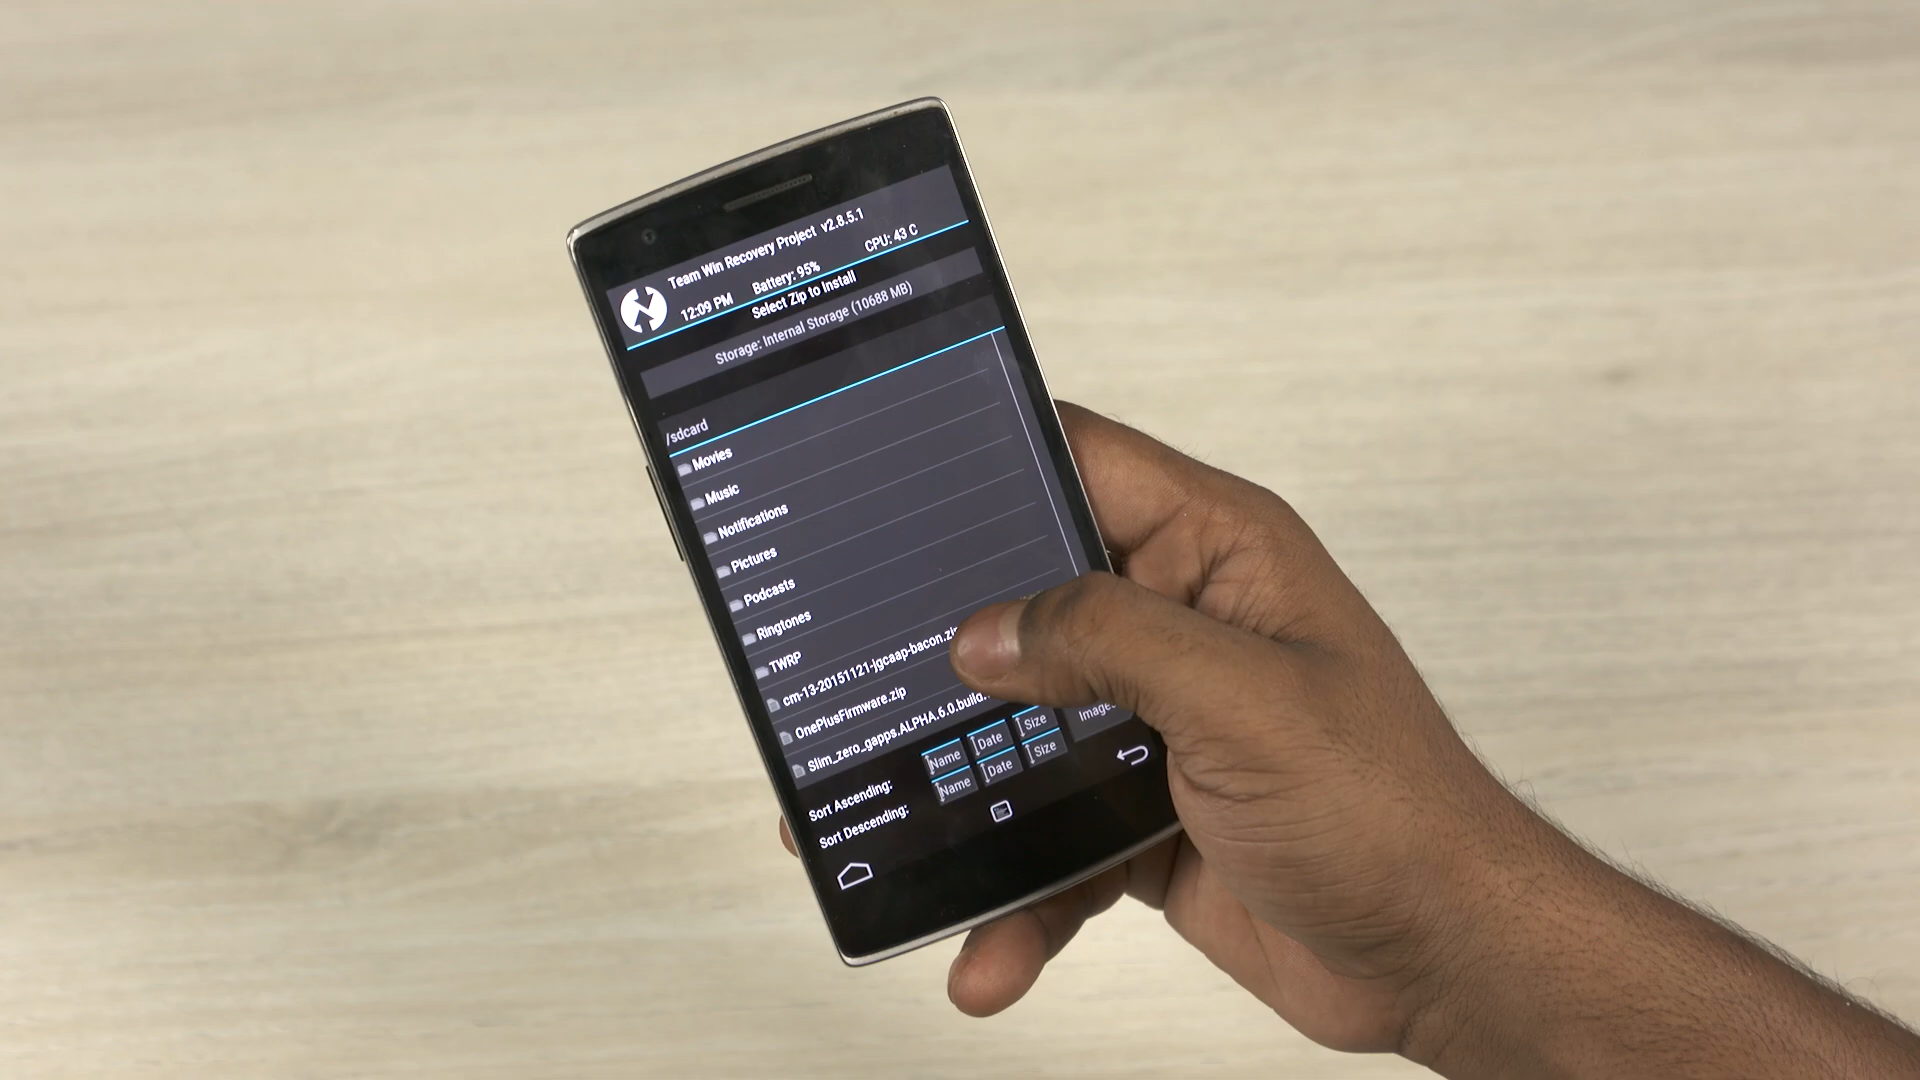 Team Win Recovery Project v2.8.5.1
12:09 PM Battery: 95% CPU: 43 C
Select Zip to Install
Storage: Internal Storage (10688 MB)
/sdcard
Movies
Music
Notifications
Pictures
Podcasts
Ringtones
TWRP
cm-13-20151121-jgcaap-bacon.zip
OnePlusFirmware.zip
Slim_zero_gapps.ALPHA.6.0.build.
Sort Ascending: Name Date Size
Sort Descending: Name Date Size
Images